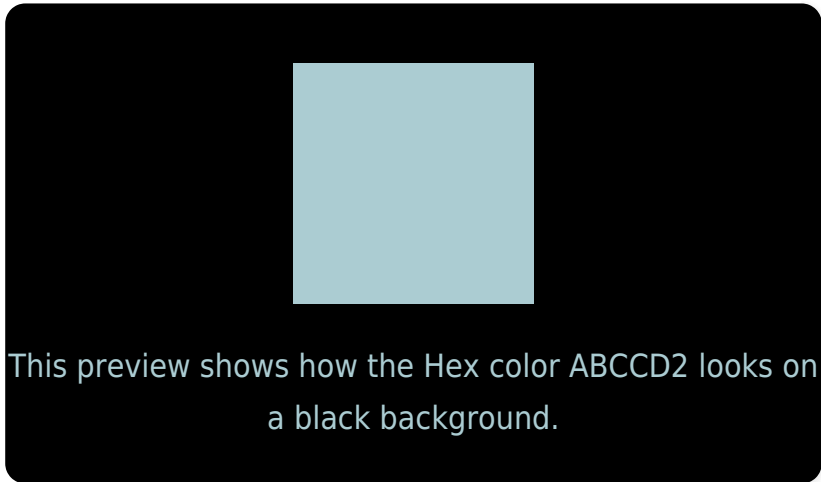 This preview shows how the Hex color ABCCD2 looks on
a black background.